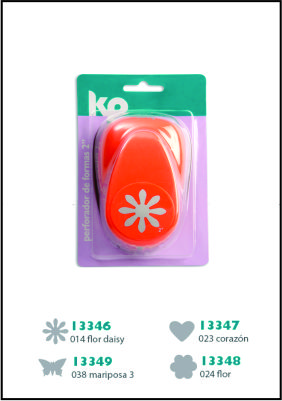 ko
perforador de formas 2"
2"
13346
014 flor daisy
13347
023 corazón
13349
038 mariposa 3
13348
024 flor